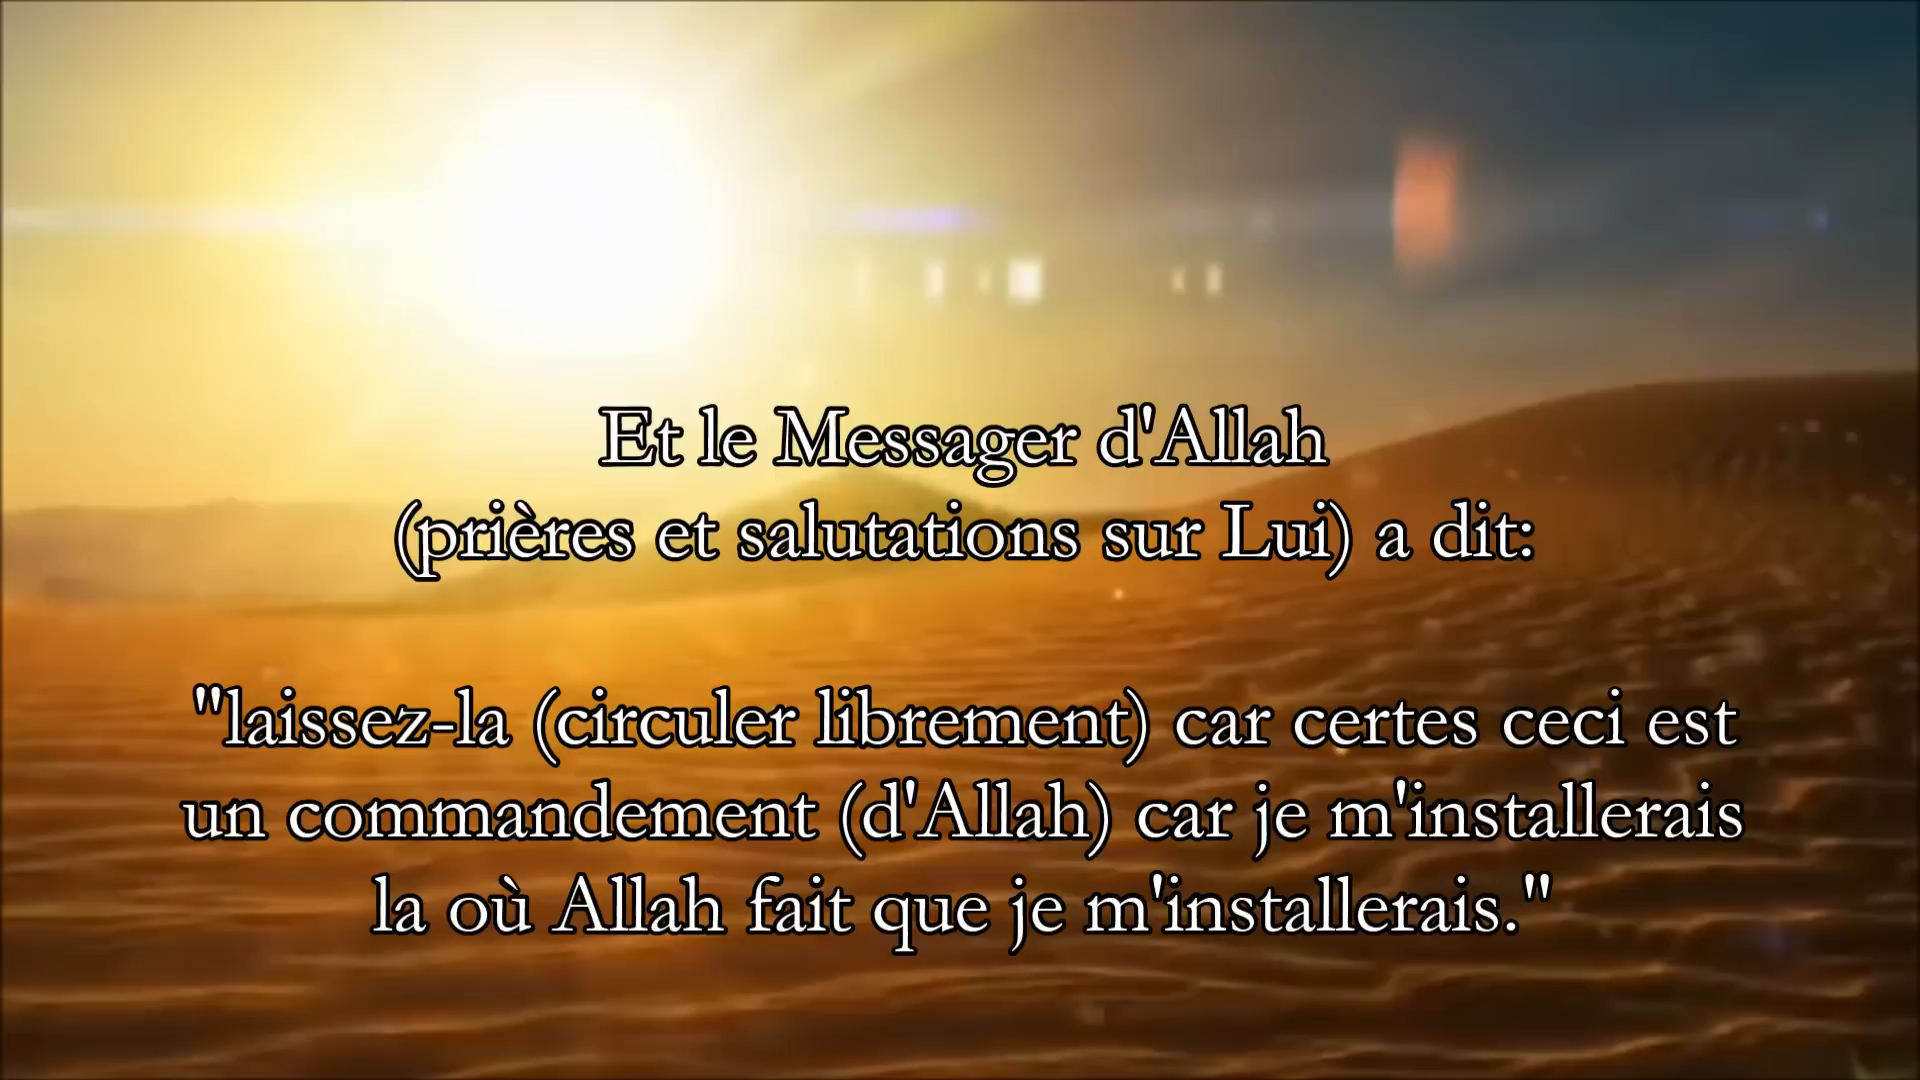 Et le Messager d'Allah
(prières et salutations sur Lui) a dit:
"laissez-la (circuler librement) car certes ceci est
un commandement (d'Allah) car je m'installerais
la où Allah fait que je m'installerais."